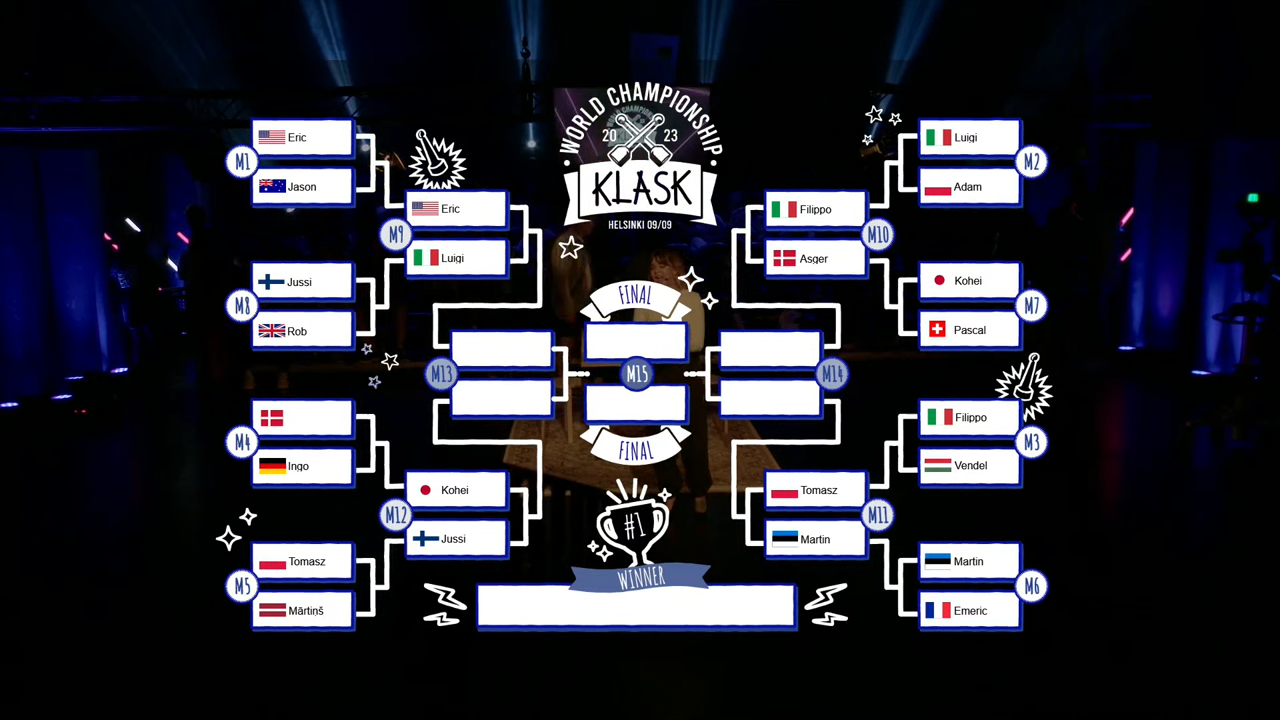 WORLD CHAMPIONSHIP
20 23
KLASK
HELSINKI 09/09
M1
Eric
Jason
M8
Jussi
Rob
M9
Eric
Luigi
M4
Ingo
M5
Tomasz
Mārtiņš
M12
Kohei
Jussi
M13
FINAL
M15
FINAL
#1
WINNER
M14
Filippo
Asger
M10
Luigi
Adam
M2
Kohei
Pascal
M7
Tomasz
Martin
M11
Filippo
Vendel
M3
Martin
Emeric
M6